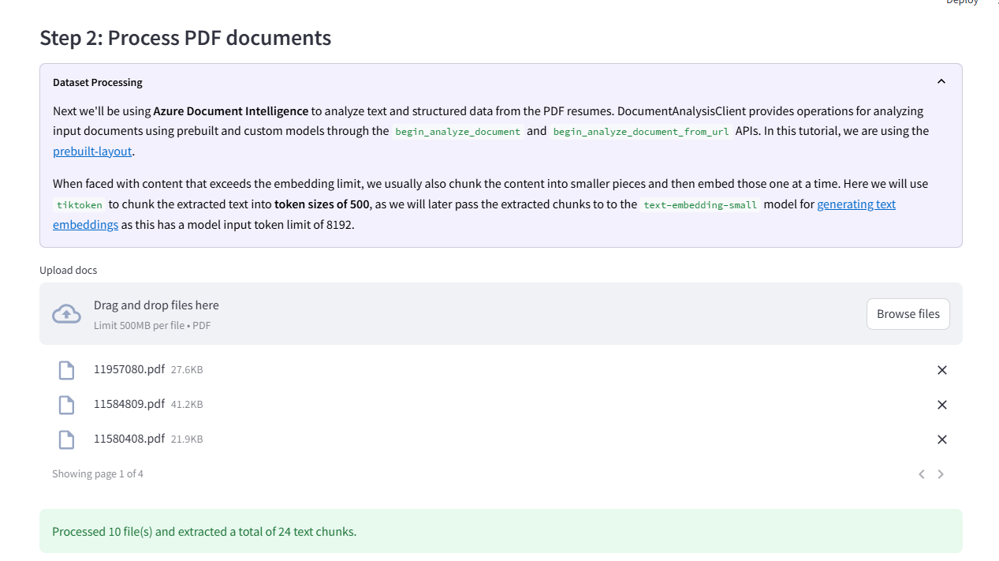 Deploy
Step 2: Process PDF documents
Dataset Processing
Next we'll be using Azure Document Intelligence to analyze text and structured data from the PDF resumes. DocumentAnalysisClient provides operations for analyzing
input documents using prebuilt and custom models through the begin_analyze_document and begin_analyze_document_from_url APIs. In this tutorial, we are using the
prebuilt-layout.
When faced with content that exceeds the embedding limit, we usually also chunk the content into smaller pieces and then embed those one at a time. Here we will use
tiktoken to chunk the extracted text into token sizes of 500, as we will later pass the extracted chunks to to the text-embedding-small model for generating text
embeddings as this has a model input token limit of 8192.
Upload docs
Drag and drop files here
Limit 500MB per file • PDF
Browse files
11957080.pdf 27.6KB
11584809.pdf 41.2KB
11580408.pdf 21.9KB
Showing page 1 of 4
Processed 10 file(s) and extracted a total of 24 text chunks.